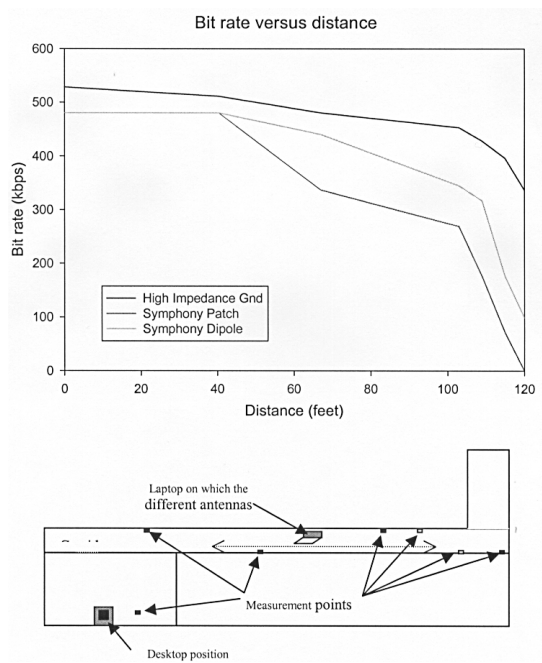 Bit rate versus distance
600
500
400
300
200
100
0
Bit rate (kbps)
High Impedance Gnd
Symphony Patch
Symphony Dipole
0
20
40
60
80
100
120
Distance (feet)
Laptop on which the
different antennas
Measurement points
Desktop position